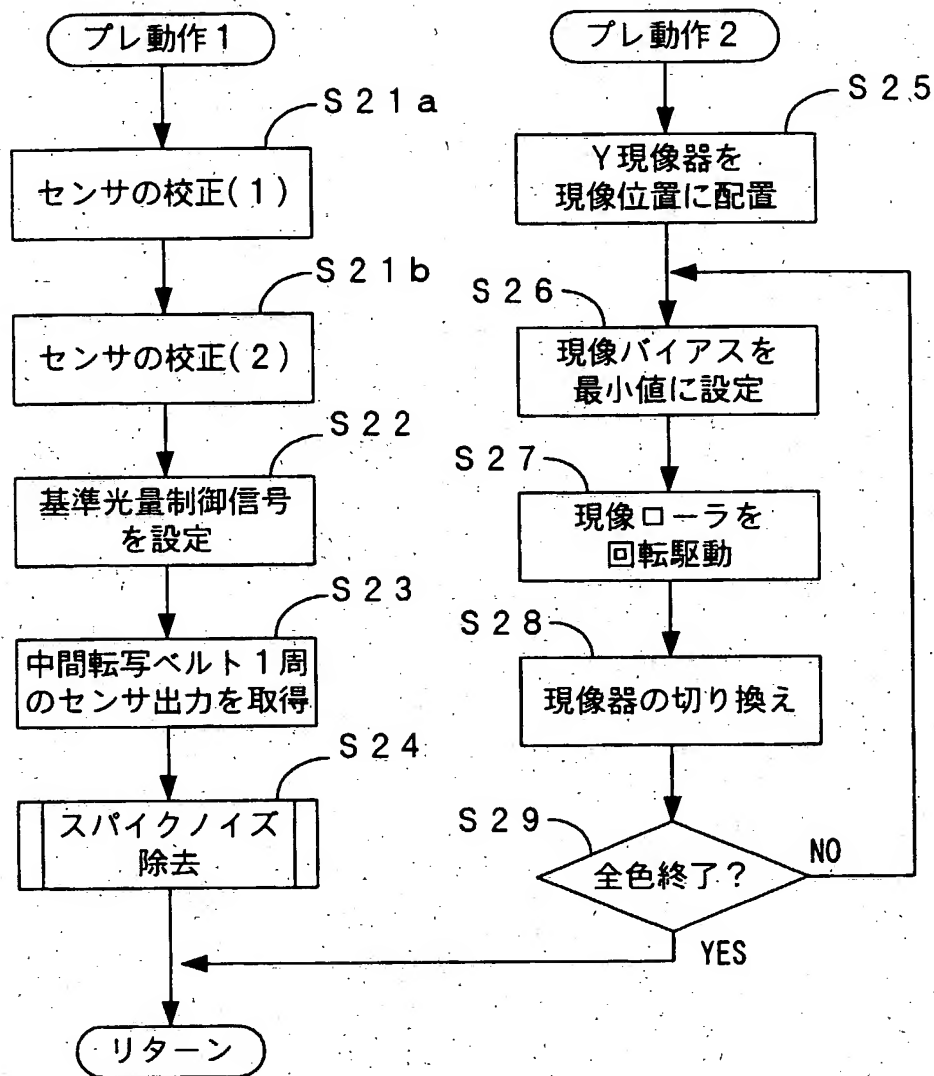 プレ動作1
S21a
センサの校正(1)
S21b
センサの校正(2)
S22
基準光量制御信号
を設定
S23
中間転写ベルト1周
のセンサ出力を取得
S24
スパイクノイズ
除去
リターン
プレ動作2
S25
Y現像器を
現像位置に配置
S26
現像バイアスを
最小値に設定
S27
現像ローラを
回転駆動
S28
現像器の切り換え
S29
全色終了?
NO
YES